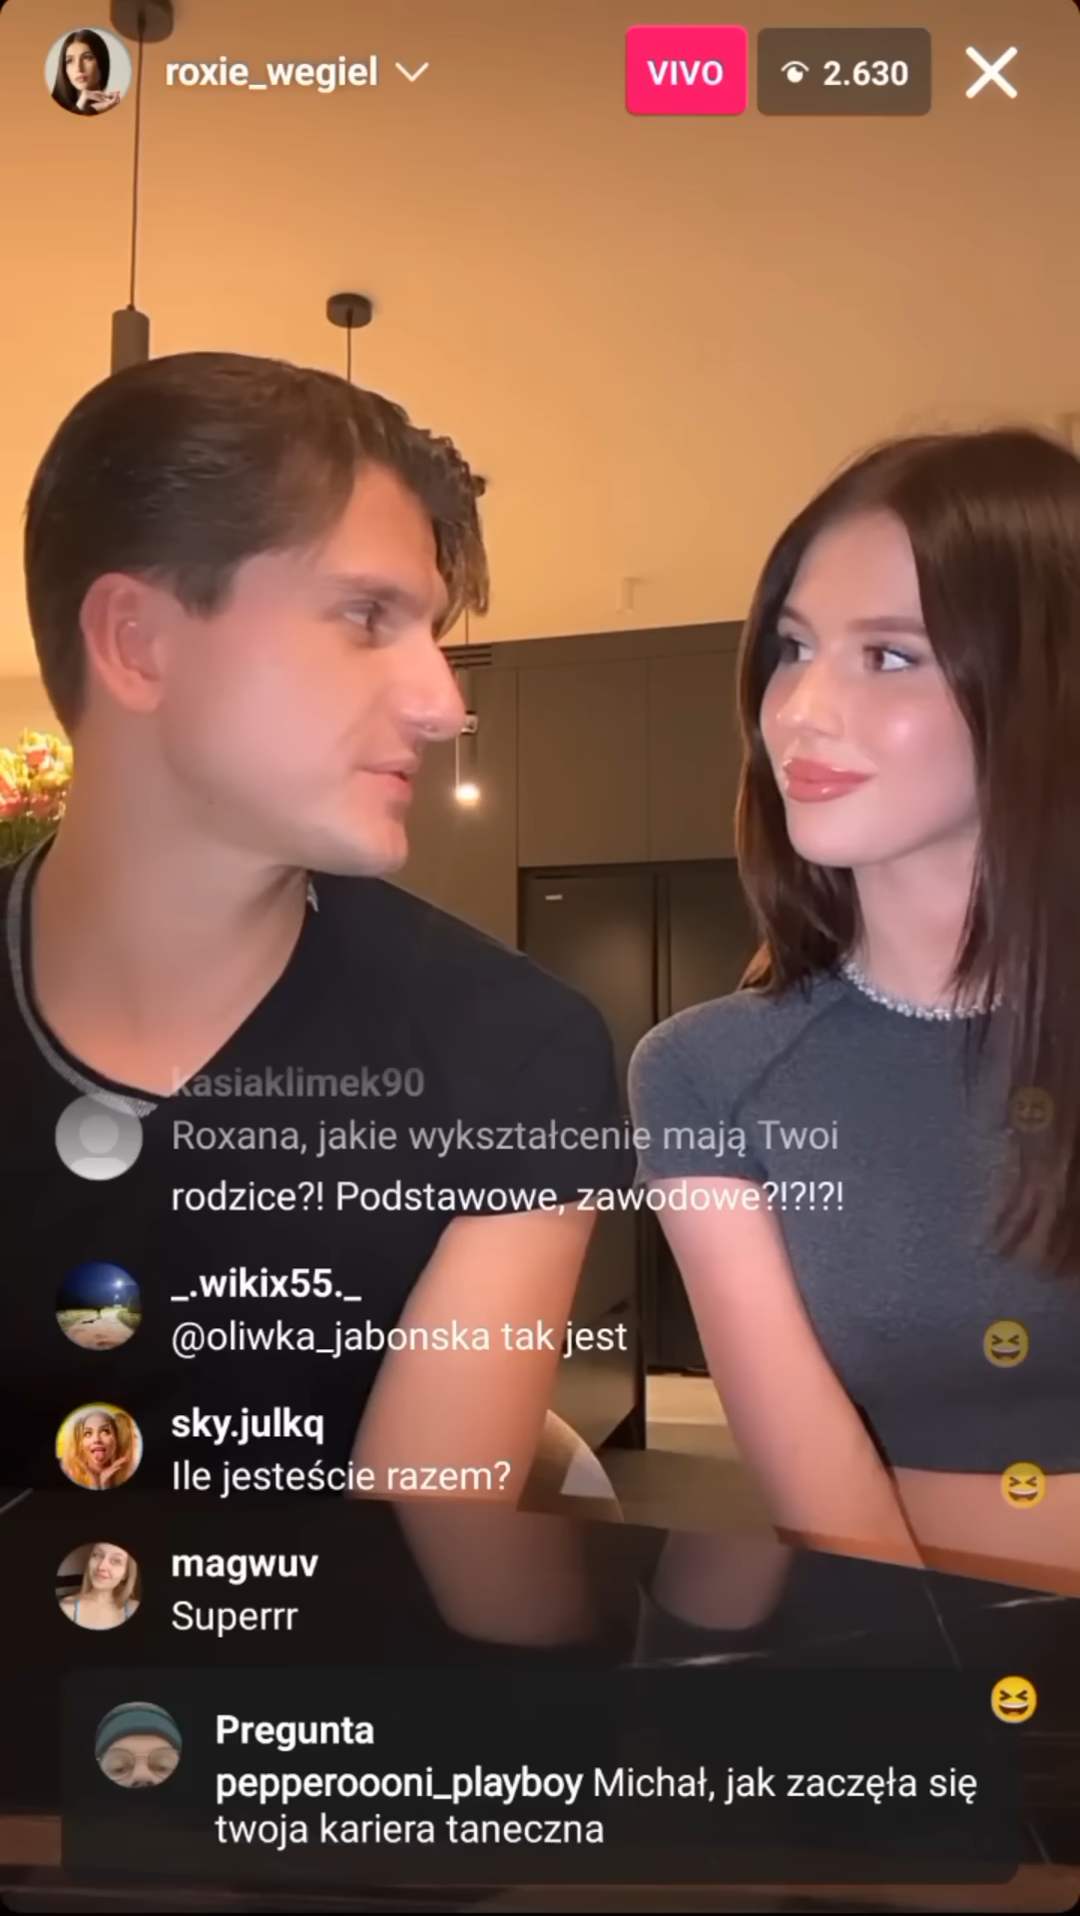 roxie_wegiel
VIVO
2.630
kasiaklimek90
Roxana, jakie wykształcenie mają Twoi
rodzice?! Podstawowe, zawodowe?!?!?!
_.wikix55._
@oliwka_jabonska tak jest
sky.julkq
Ile jesteście razem?
magwuv
Superrr
Pregunta
pepperoooni_playboy Michał, jak zaczęła się
twoja kariera taneczna